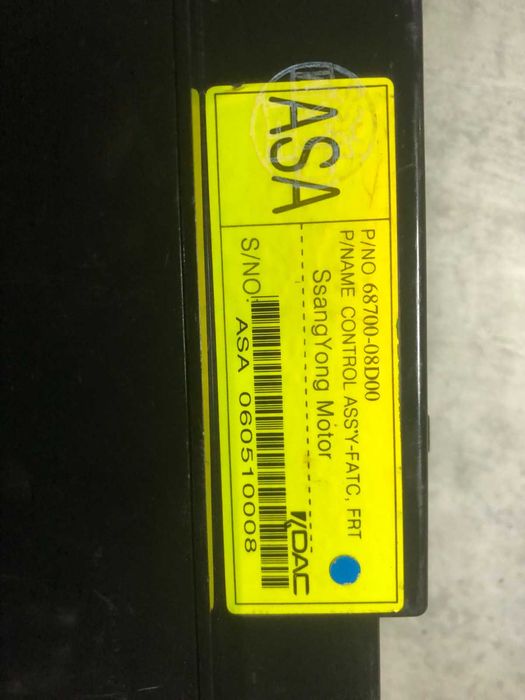 ASA
P/NO 68700-08D00
P/NAME CONTROL ASS'Y-FATC, FRT
SsangYong Motor
DAC
S/NO.
ASA 060510008